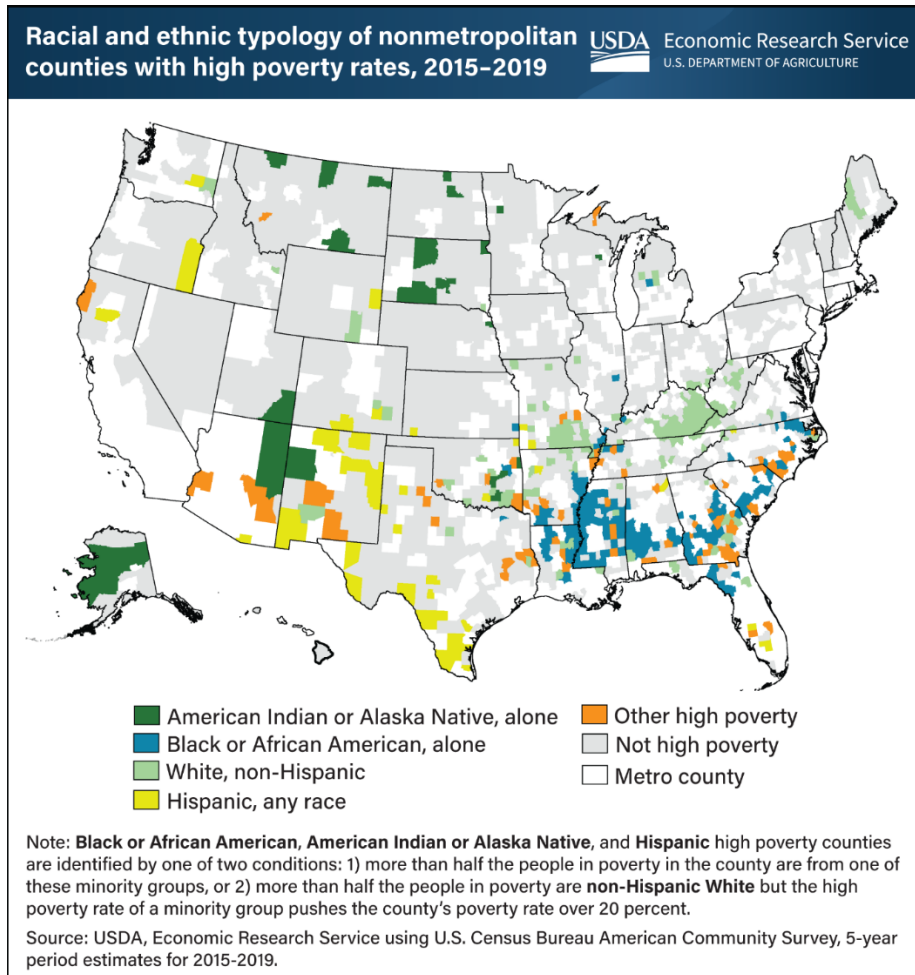 Racial and ethnic typology of nonmetropolitan
counties with high poverty rates, 2015–2019
USDA
Economic Research Service
U.S. DEPARTMENT OF AGRICULTURE
American Indian or Alaska Native, alone
Black or African American, alone
White, non-Hispanic
Hispanic, any race
Other high poverty
Not high poverty
Metro county
Note: Black or African American, American Indian or Alaska Native, and Hispanic high poverty counties
are identified by one of two conditions: 1) more than half the people in poverty in the county are from one of
these minority groups, or 2) more than half the people in poverty are non-Hispanic White but the high
poverty rate of a minority group pushes the county's poverty rate over 20 percent.
Source: USDA, Economic Research Service using U.S. Census Bureau American Community Survey, 5-year
period estimates for 2015-2019.